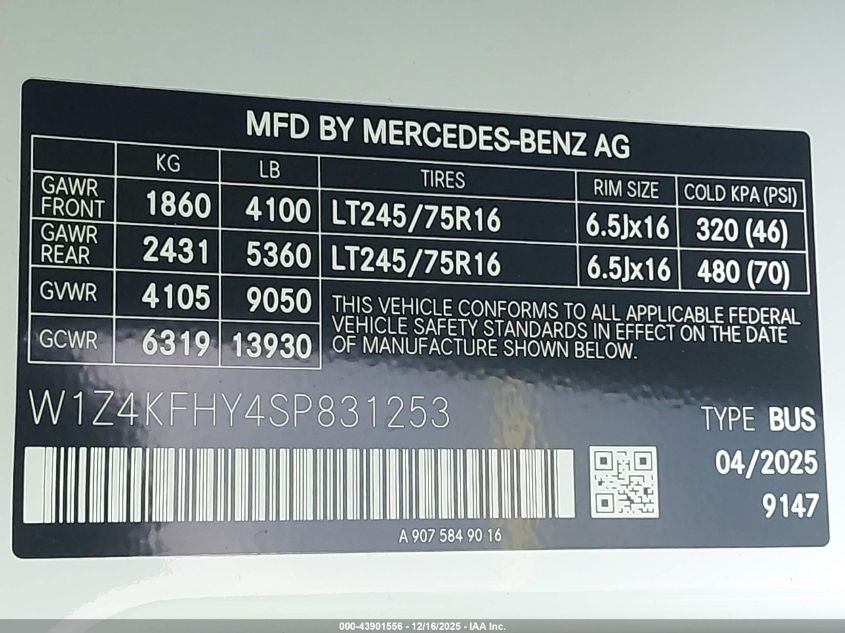 MFD BY MERCEDES-BENZ AG
KG LB TIRES RIM SIZE COLD KPA (PSI)
GAWR FRONT 1860 4100 LT245/75R16 6.5Jx16 320 (46)
GAWR REAR 2431 5360 LT245/75R16 6.5Jx16 480 (70)
GVWR 4105 9050
GCWR 6319 13930
THIS VEHICLE CONFORMS TO ALL APPLICABLE FEDERAL
VEHICLE SAFETY STANDARDS IN EFFECT ON THE DATE
OF MANUFACTURE SHOWN BELOW.
W1Z4KFHY4SP831253
TYPE BUS
04/2025
9147
A 907 584 90 16
000-43901556 - 12/16/2025 - IAA Inc.